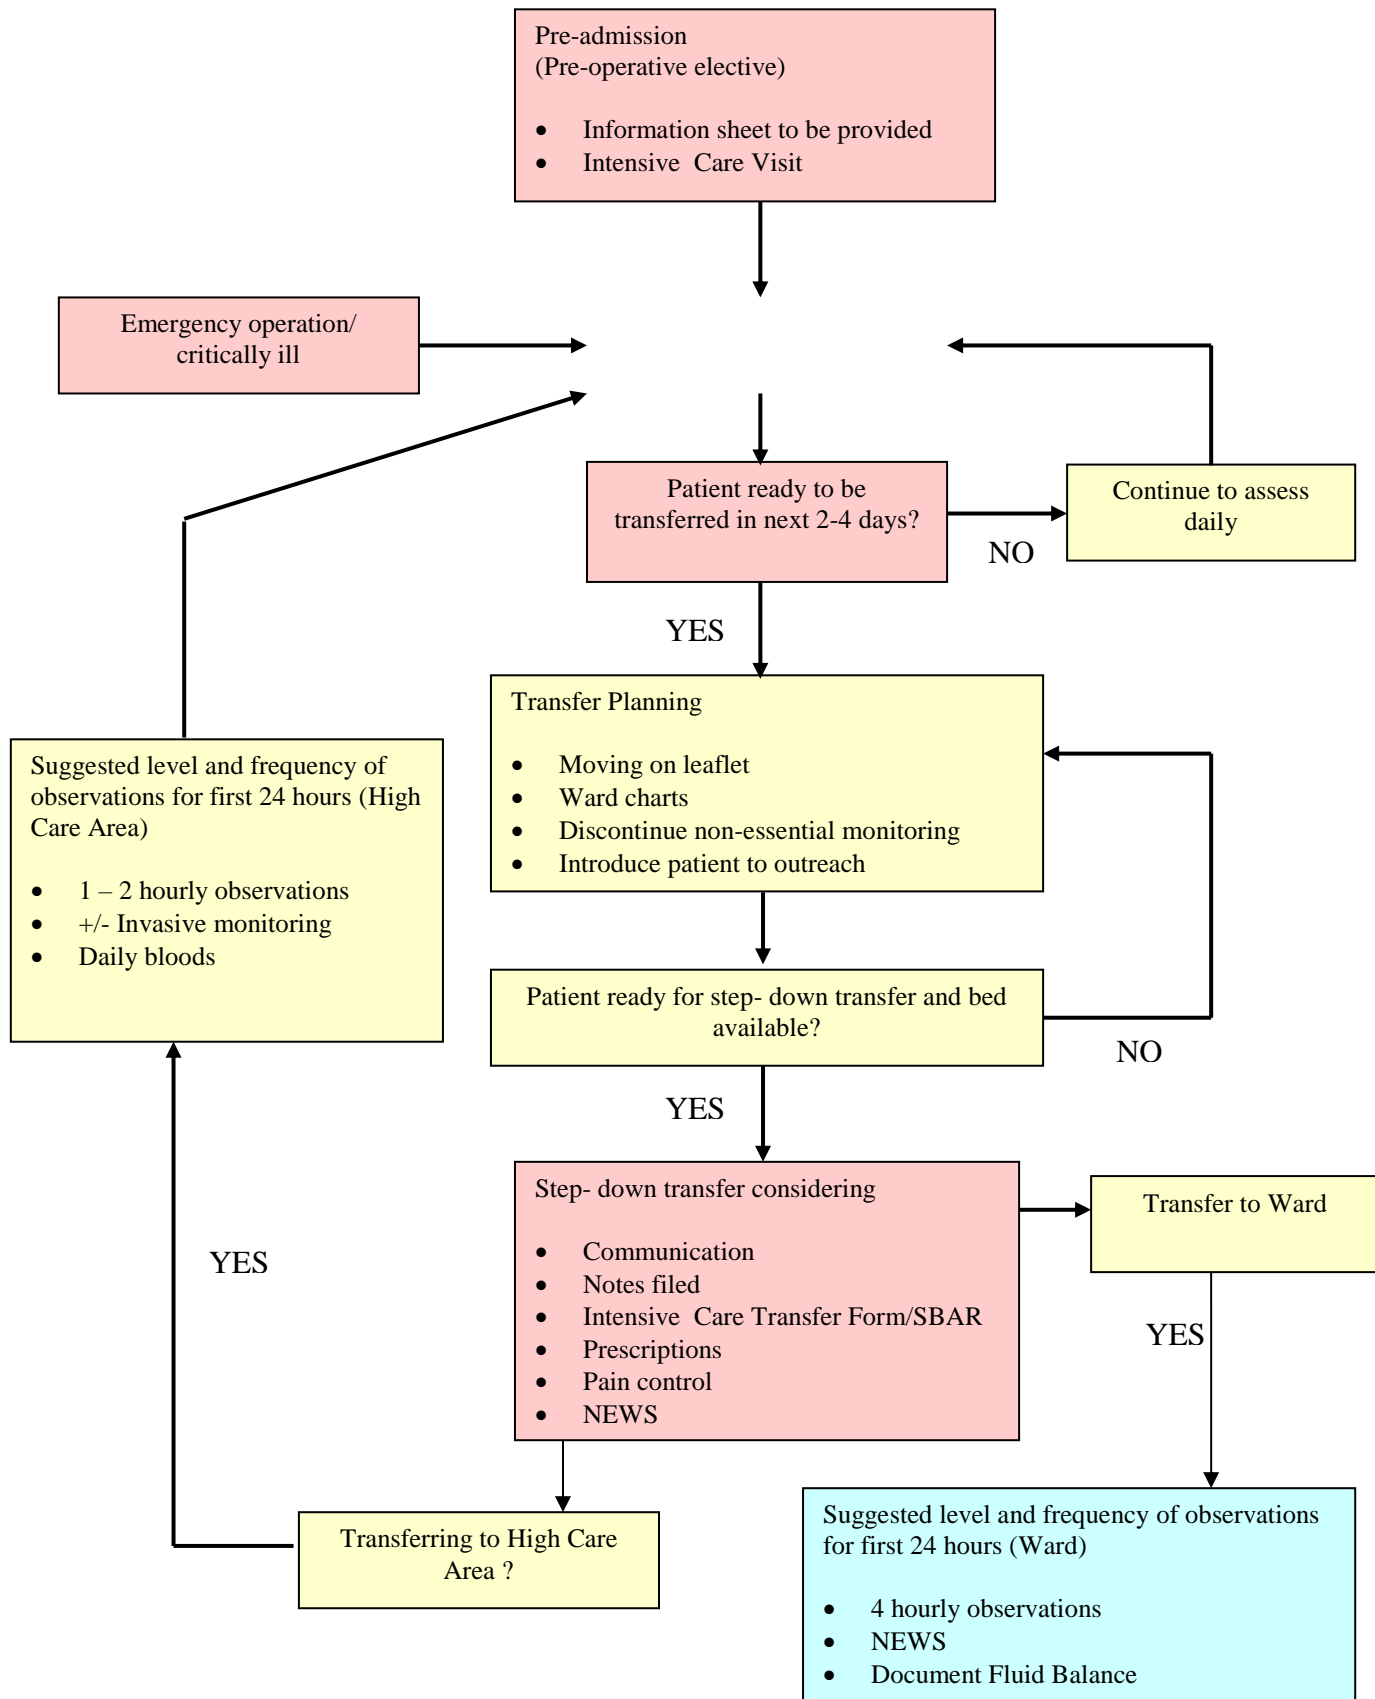 Pre-admission
(Pre-operative elective)
• Information sheet to be provided
• Intensive  Care Visit
Emergency operation/
critically ill
Patient ready to be
transferred in next 2-4 days?
NO
Continue to assess
daily
YES
Transfer Planning
• Moving on leaflet
• Ward charts
• Discontinue non-essential monitoring
• Introduce patient to outreach
Suggested level and frequency of
observations for first 24 hours (High
Care Area)
• 1 – 2 hourly observations
• +/- Invasive monitoring
• Daily bloods
Patient ready for step- down transfer and bed
available?
NO
YES
Step- down transfer considering
• Communication
• Notes filed
• Intensive  Care Transfer Form/SBAR
• Prescriptions
• Pain control
• NEWS
Transfer to Ward
YES
YES
Transferring to High Care
Area ?
Suggested level and frequency of observations
for first 24 hours (Ward)
• 4 hourly observations
• NEWS
• Document Fluid Balance